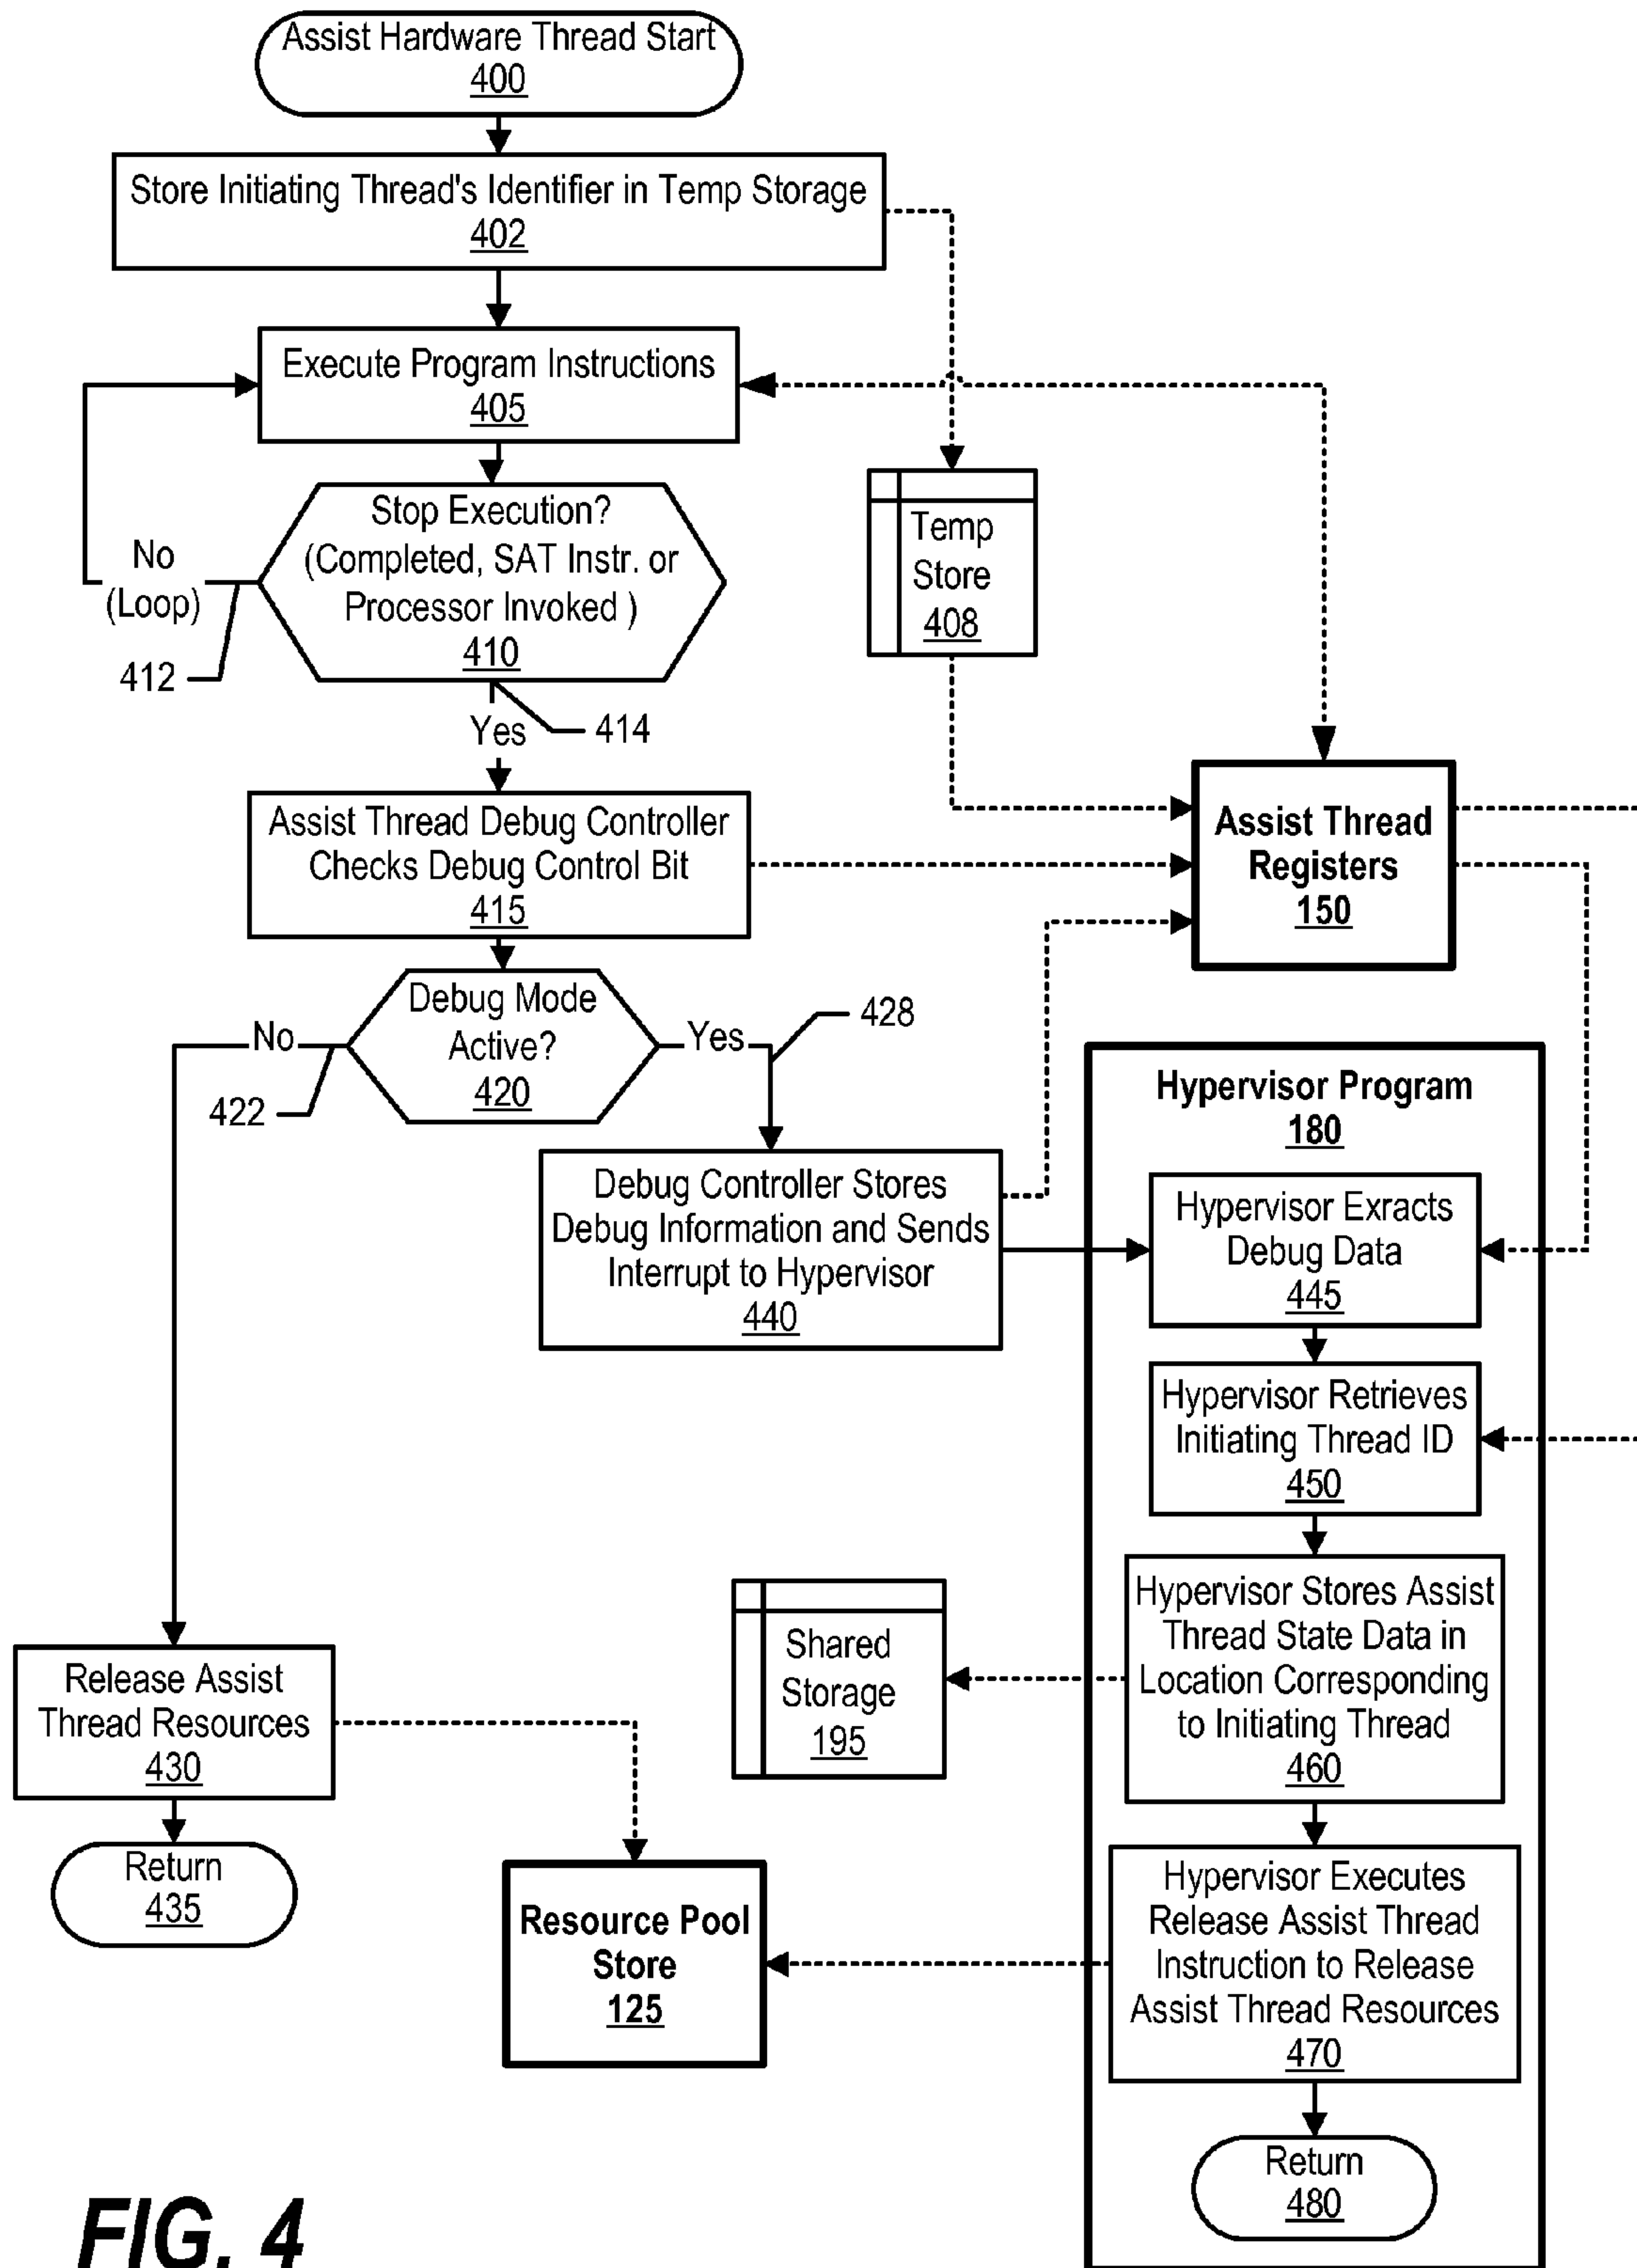 Assist Hardware Thread Start
400
Store Initiating Thread's Identifier in Temp Storage
402
Execute Program Instructions
405
Stop Execution?
(Completed, SAT Instr. or
Processor Invoked )
410
No
(Loop)
412
Yes
414
Temp
Store
408
Assist Thread Debug Controller
Checks Debug Control Bit
415
Assist Thread
Registers
150
Debug Mode
Active?
420
No
422
Yes
428
Debug Controller Stores
Debug Information and Sends
Interrupt to Hypervisor
440
Hypervisor Program
180
Hypervisor Exracts
Debug Data
445
Hypervisor Retrieves
Initiating Thread ID
450
Hypervisor Stores Assist
Thread State Data in
Location Corresponding
to Initiating Thread
460
Shared
Storage
195
Release Assist
Thread Resources
430
Return
435
Resource Pool
Store
125
Hypervisor Executes
Release Assist Thread
Instruction to Release
Assist Thread Resources
470
Return
480
FIG. 4